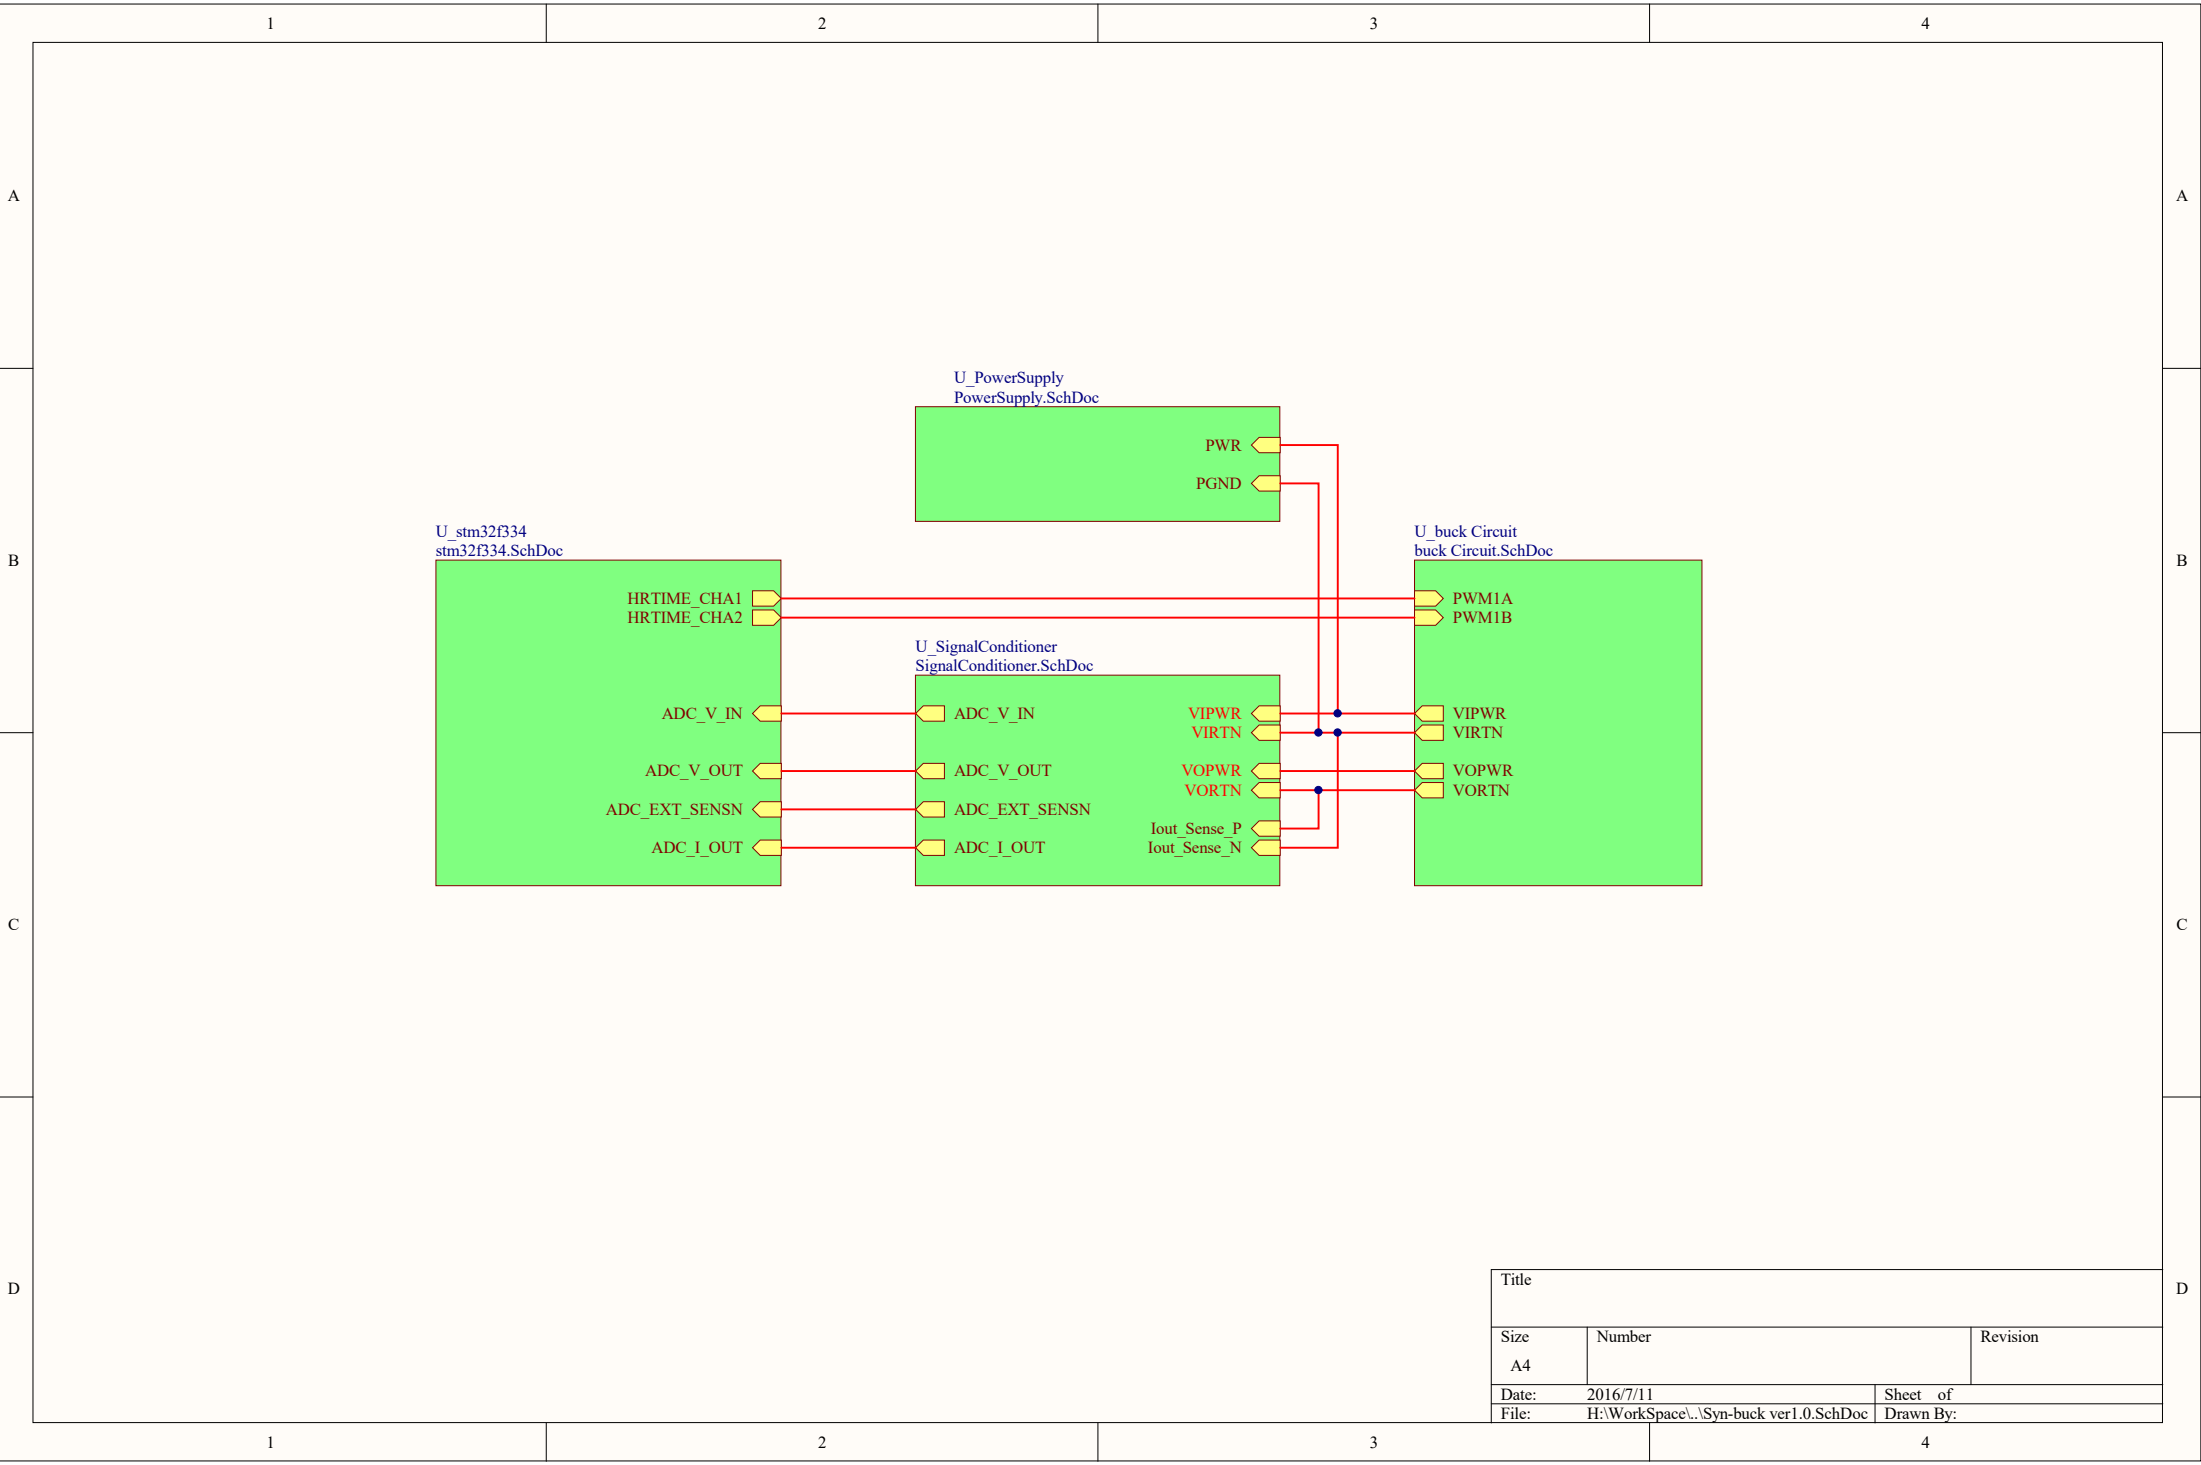 1 2 3 4
A A
U_PowerSupply
PowerSupply.SchDoc
PWR
PGND
U_stm32f334
stm32f334.SchDoc
U_buck Circuit
buck Circuit.SchDoc
B B
HRTIME_CHA1 PWM1A
HRTIME_CHA2 PWM1B
U_SignalConditioner
SignalConditioner.SchDoc
ADC_V_IN ADC_V_IN VIPWR VIPWR
VIRTN VIRTN
ADC_V_OUT ADC_V_OUT VOPWR VOPWR
VORTN VORTN
ADC_EXT_SENSN ADC_EXT_SENSN
Iout_Sense_P
ADC_I_OUT ADC_I_OUT Iout_Sense_N
C C
D D
Title
Size Number Revision
A4
Date: 2016/7/11 Sheet of
File: H:\WorkSpace\..\Syn-buck ver1.0.SchDoc Drawn By:
1 2 3 4